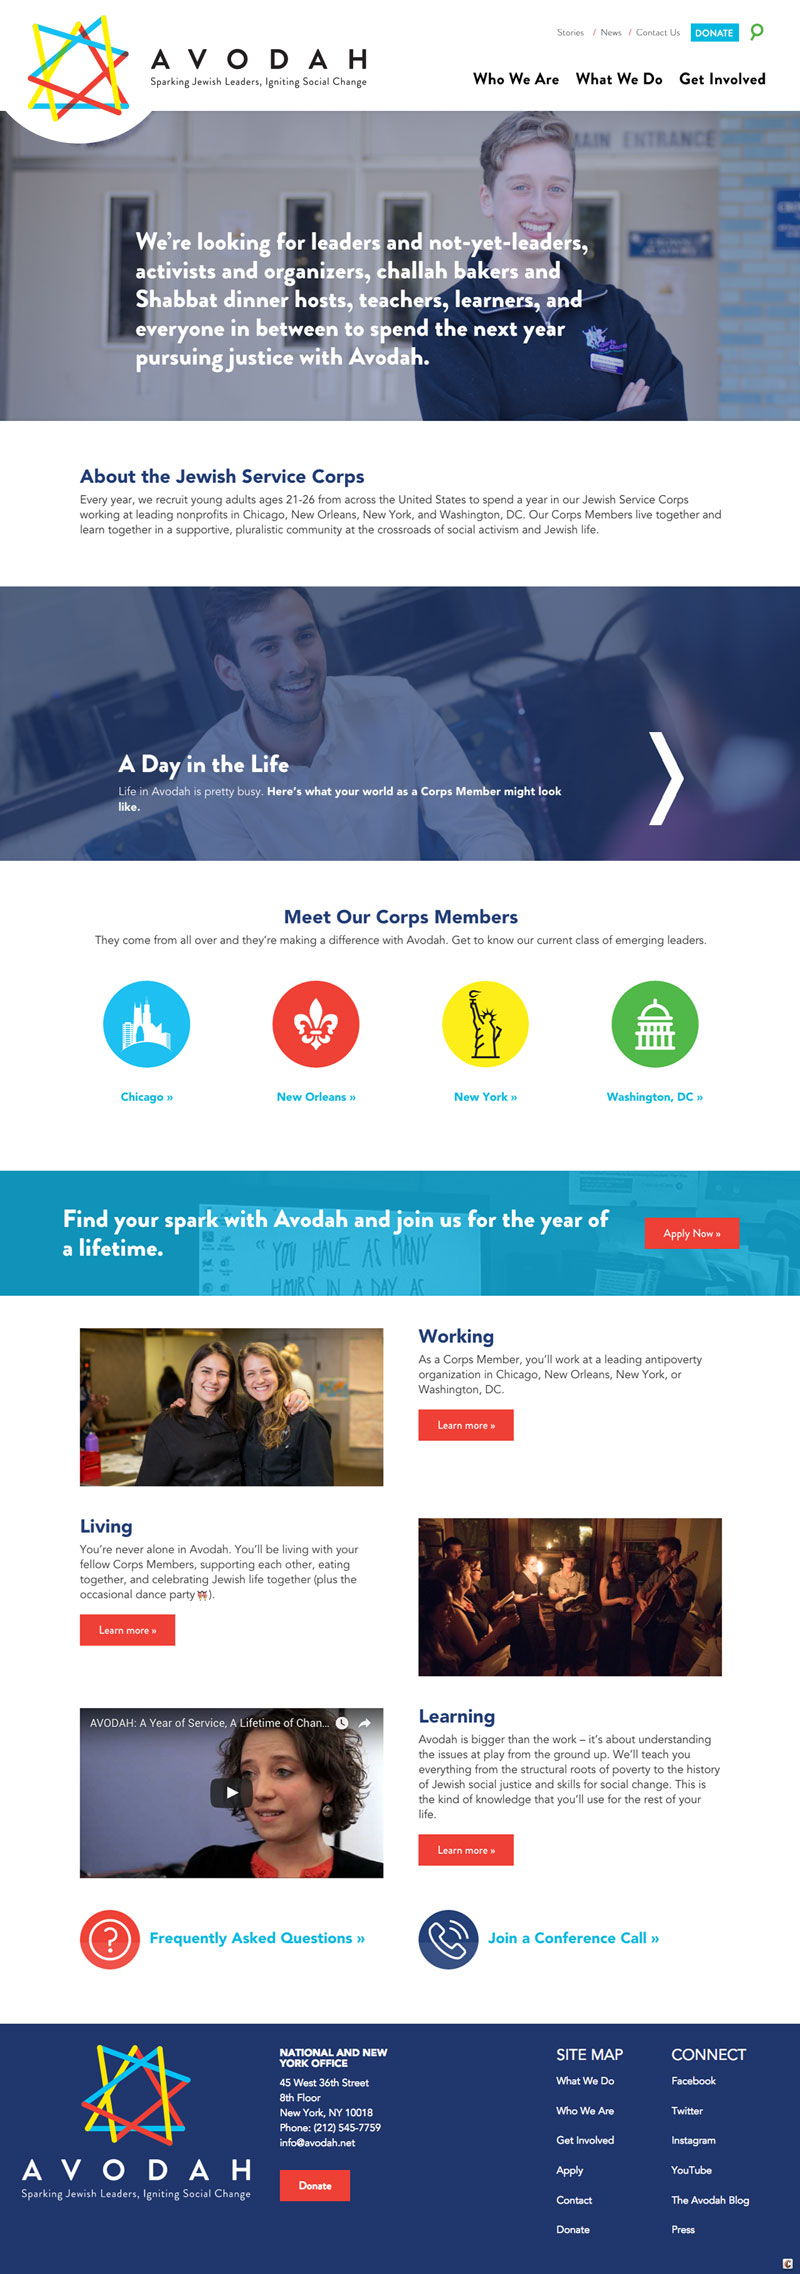 AVODAH
Sparking Jewish Leaders, Igniting Social Change
Stories / News / Contact Us DONATE
Who We Are What We Do Get Involved
MAIN ENTRANCE
We're looking for leaders and not-yet-leaders,
activists and organizers, challah bakers and
Shabbat dinner hosts, teachers, learners, and
everyone in between to spend the next year
pursuing justice with Avodah.
About the Jewish Service Corps
Every year, we recruit young adults ages 21-26 from across the United States to spend a year in our Jewish Service Corps
working at leading nonprofits in Chicago, New Orleans, New York, and Washington, DC. Our Corps Members live together and
learn together in a supportive, pluralistic community at the crossroads of social activism and Jewish life.
A Day in the Life
Life in Avodah is pretty busy. Here's what your world as a Corps Member might look
like.
Meet Our Corps Members
They come from all over and they're making a difference with Avodah. Get to know our current class of emerging leaders.
Chicago » New Orleans » New York » Washington, DC »
Find your spark with Avodah and join us for the year of
a lifetime.
Apply Now »
"YOU HAVE AS MANY
HOURS IN A DAY AS
Working
As a Corps Member, you'll work at a leading antipoverty
organization in Chicago, New Orleans, New York, or
Washington, DC.
Learn more »
Living
You're never alone in Avodah. You'll be living with your
fellow Corps Members, supporting each other, eating
together, and celebrating Jewish life together (plus the
occasional dance party 👯).
Learn more »
AVODAH: A Year of Service, A Lifetime of Chan...
Learning
Avodah is bigger than the work – it's about understanding
the issues at play from the ground up. We'll teach you
everything from the structural roots of poverty to the history
of Jewish social justice and skills for social change. This is
the kind of knowledge that you'll use for the rest of your
life.
Learn more »
Frequently Asked Questions »
Join a Conference Call »
AVODAH
Sparking Jewish Leaders, Igniting Social Change
NATIONAL AND NEW
YORK OFFICE
45 West 36th Street
8th Floor
New York, NY 10018
Phone: (212) 545-7759
info@avodah.net
Donate
SITE MAP
What We Do
Who We Are
Get Involved
Apply
Contact
Donate
CONNECT
Facebook
Twitter
Instagram
YouTube
The Avodah Blog
Press